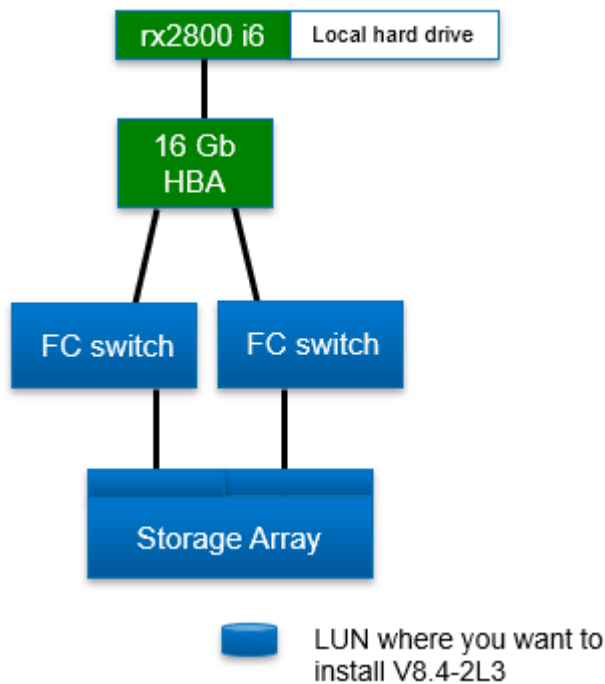 rx2800 i6
Local hard drive
16 Gb
HBA
FC switch
FC switch
Storage Array
LUN where you want to
install V8.4-2L3